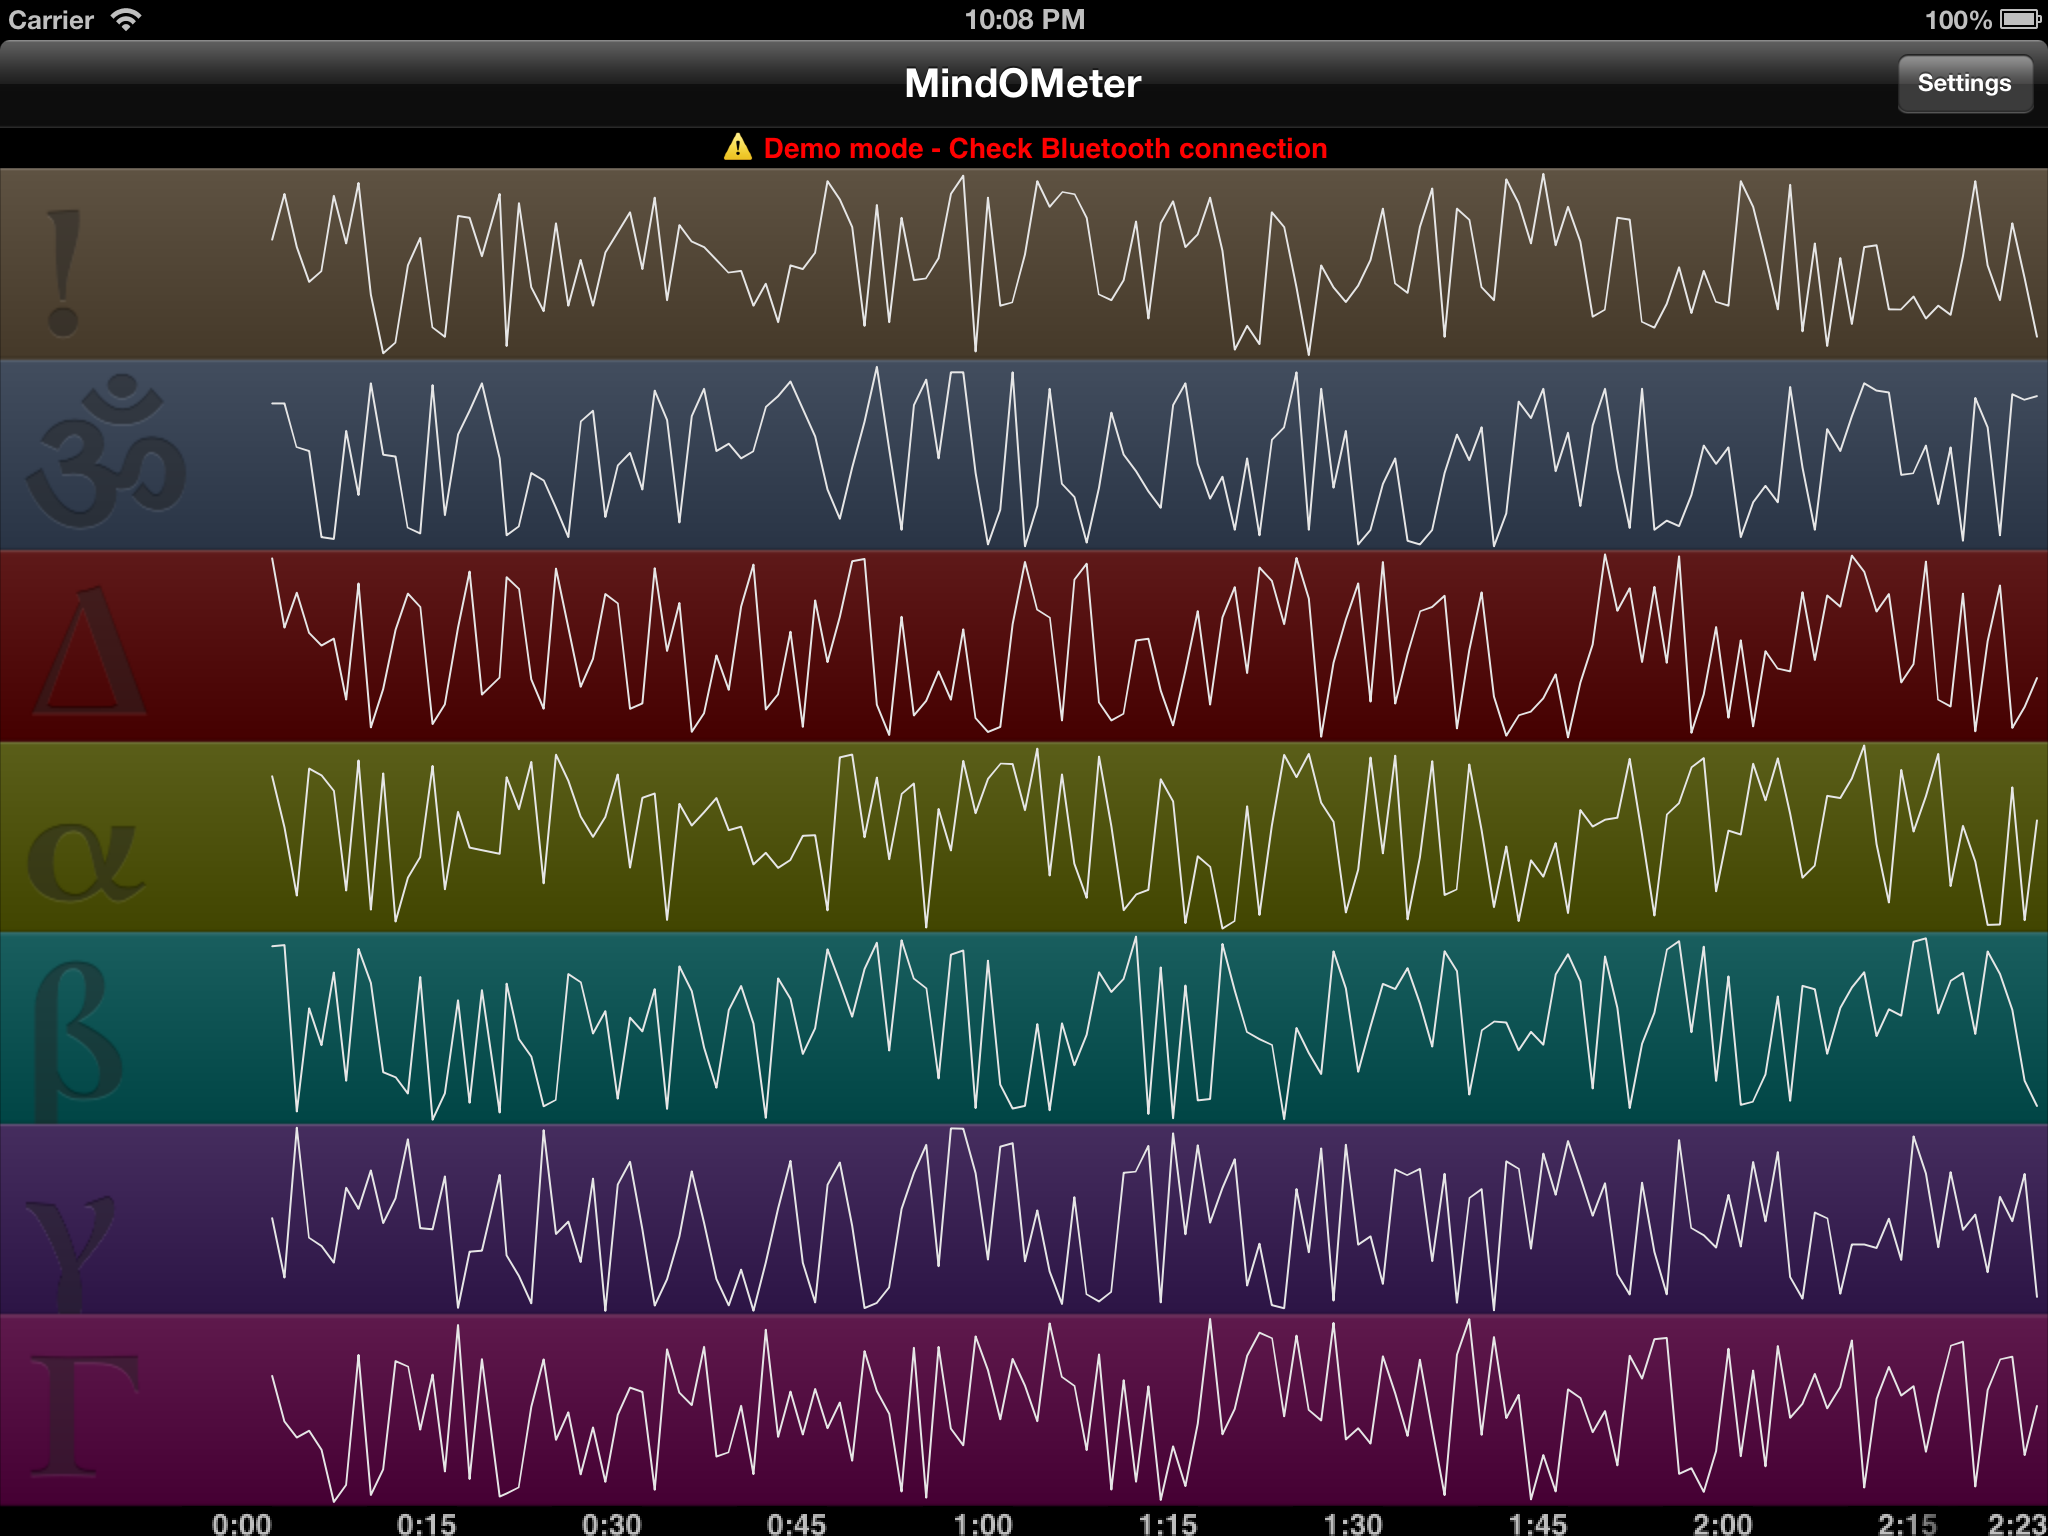 Carrier 10:08 PM 100%
MindOMeter Settings
Demo mode - Check Bluetooth connection
!
ॐ
Δ
α
β
γ
Γ
0:00 0:15 0:30 0:45 1:00 1:15 1:30 1:45 2:00 2:15 2:23